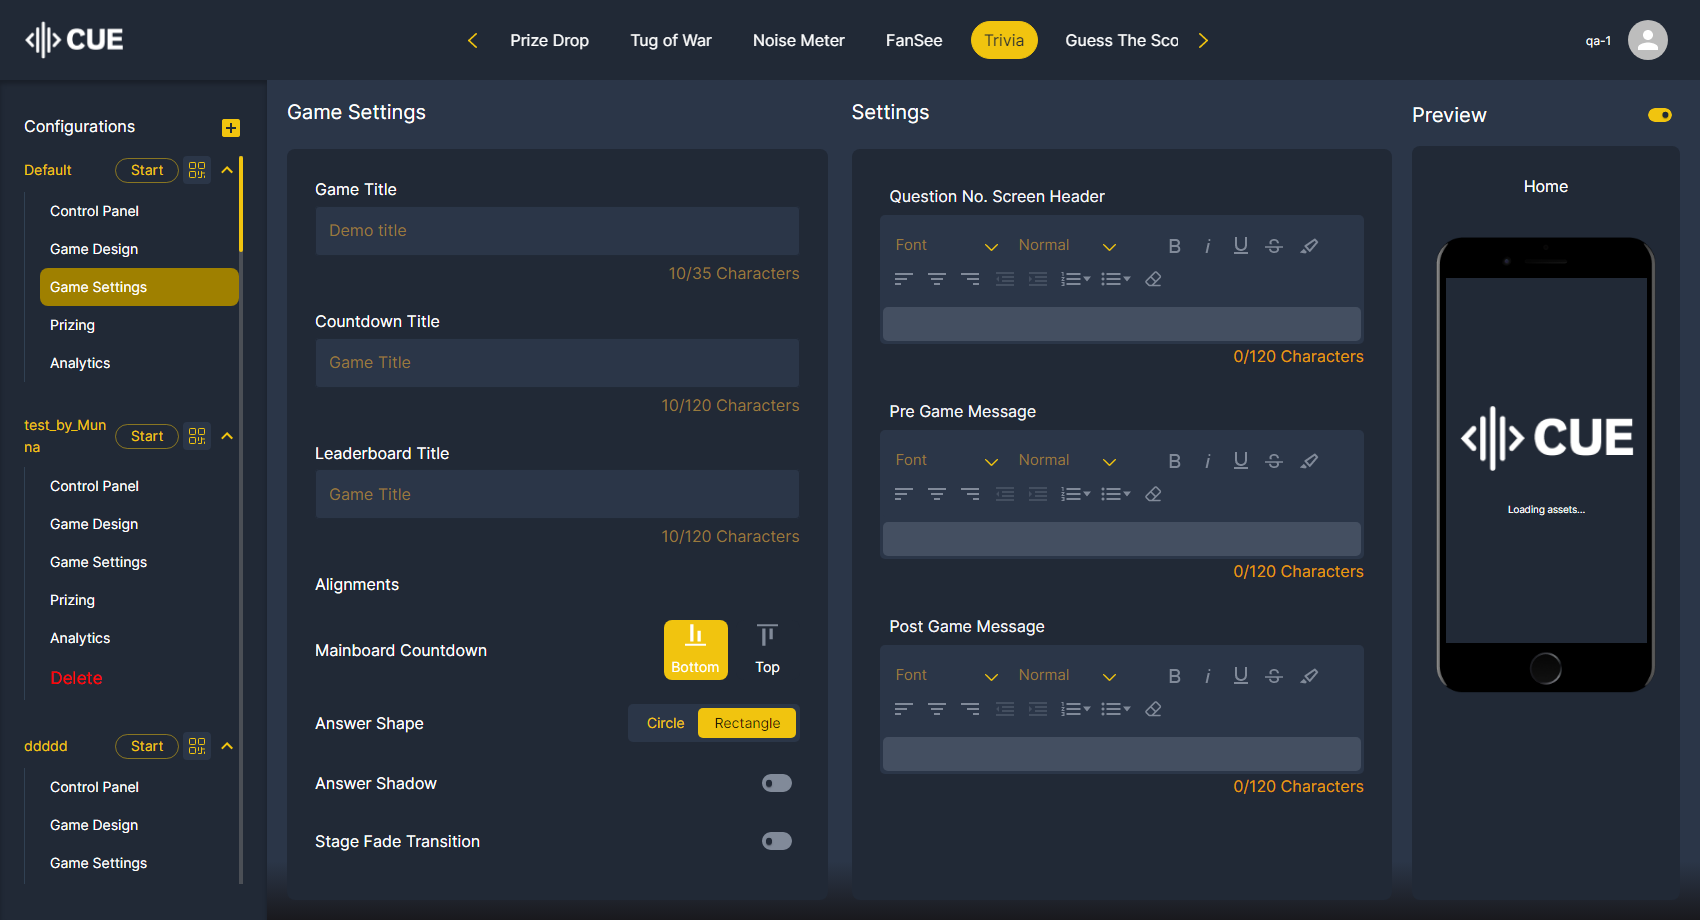 CUE
Prize Drop
Tug of War
Noise Meter
FanSee
Trivia
Guess The Sco
qa-1
Configurations
Default
Start
Control Panel
Game Design
Game Settings
Prizing
Analytics
test_by_Mun
na
Start
Control Panel
Game Design
Game Settings
Prizing
Analytics
Delete
ddddd
Start
Control Panel
Game Design
Game Settings
Game Settings
Game Title
Demo title
10/35 Characters
Countdown Title
Game Title
10/120 Characters
Leaderboard Title
Game Title
10/120 Characters
Alignments
Mainboard Countdown
Bottom
Top
Answer Shape
Circle
Rectangle
Answer Shadow
Stage Fade Transition
Settings
Question No. Screen Header
Font
Normal
B i U S
0/120 Characters
Pre Game Message
Font
Normal
B i U S
0/120 Characters
Post Game Message
Font
Normal
B i U S
0/120 Characters
Preview
Home
CUE
Loading assets...